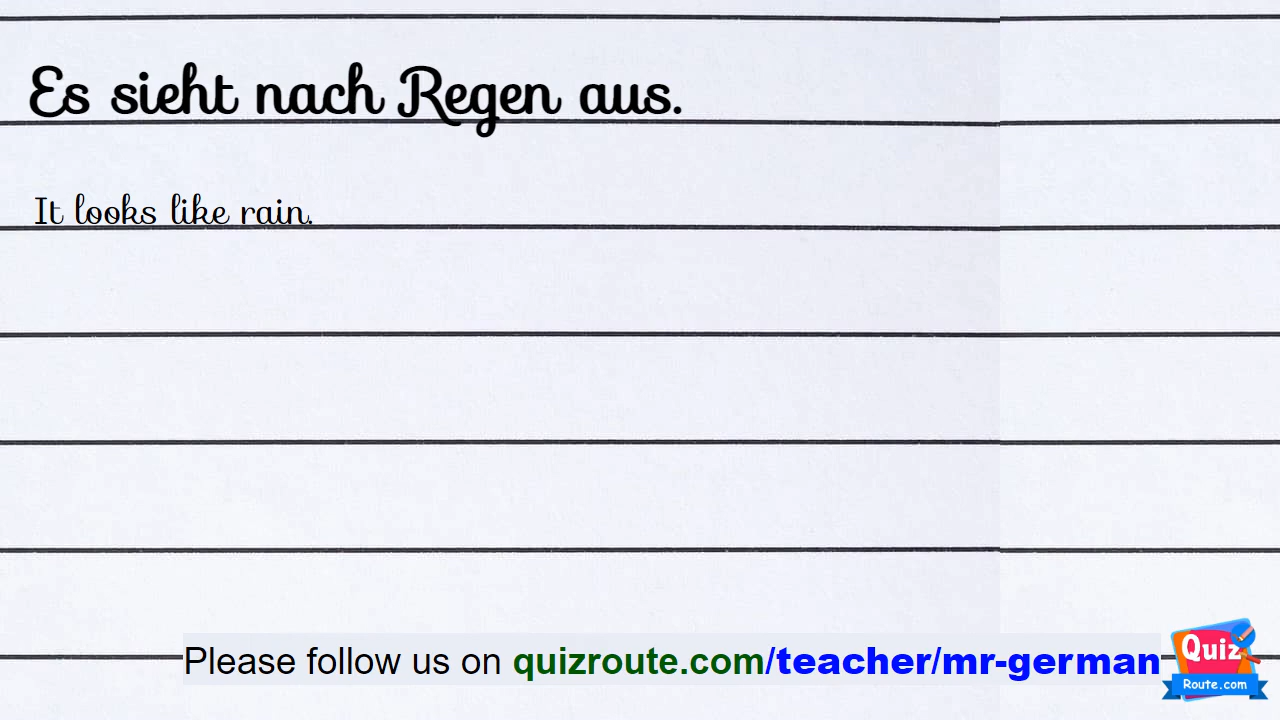 Es sieht nach Regen aus.
It looks like rain.
Please follow us on quizroute.com/teacher/mr-german
Quiz
Route.com